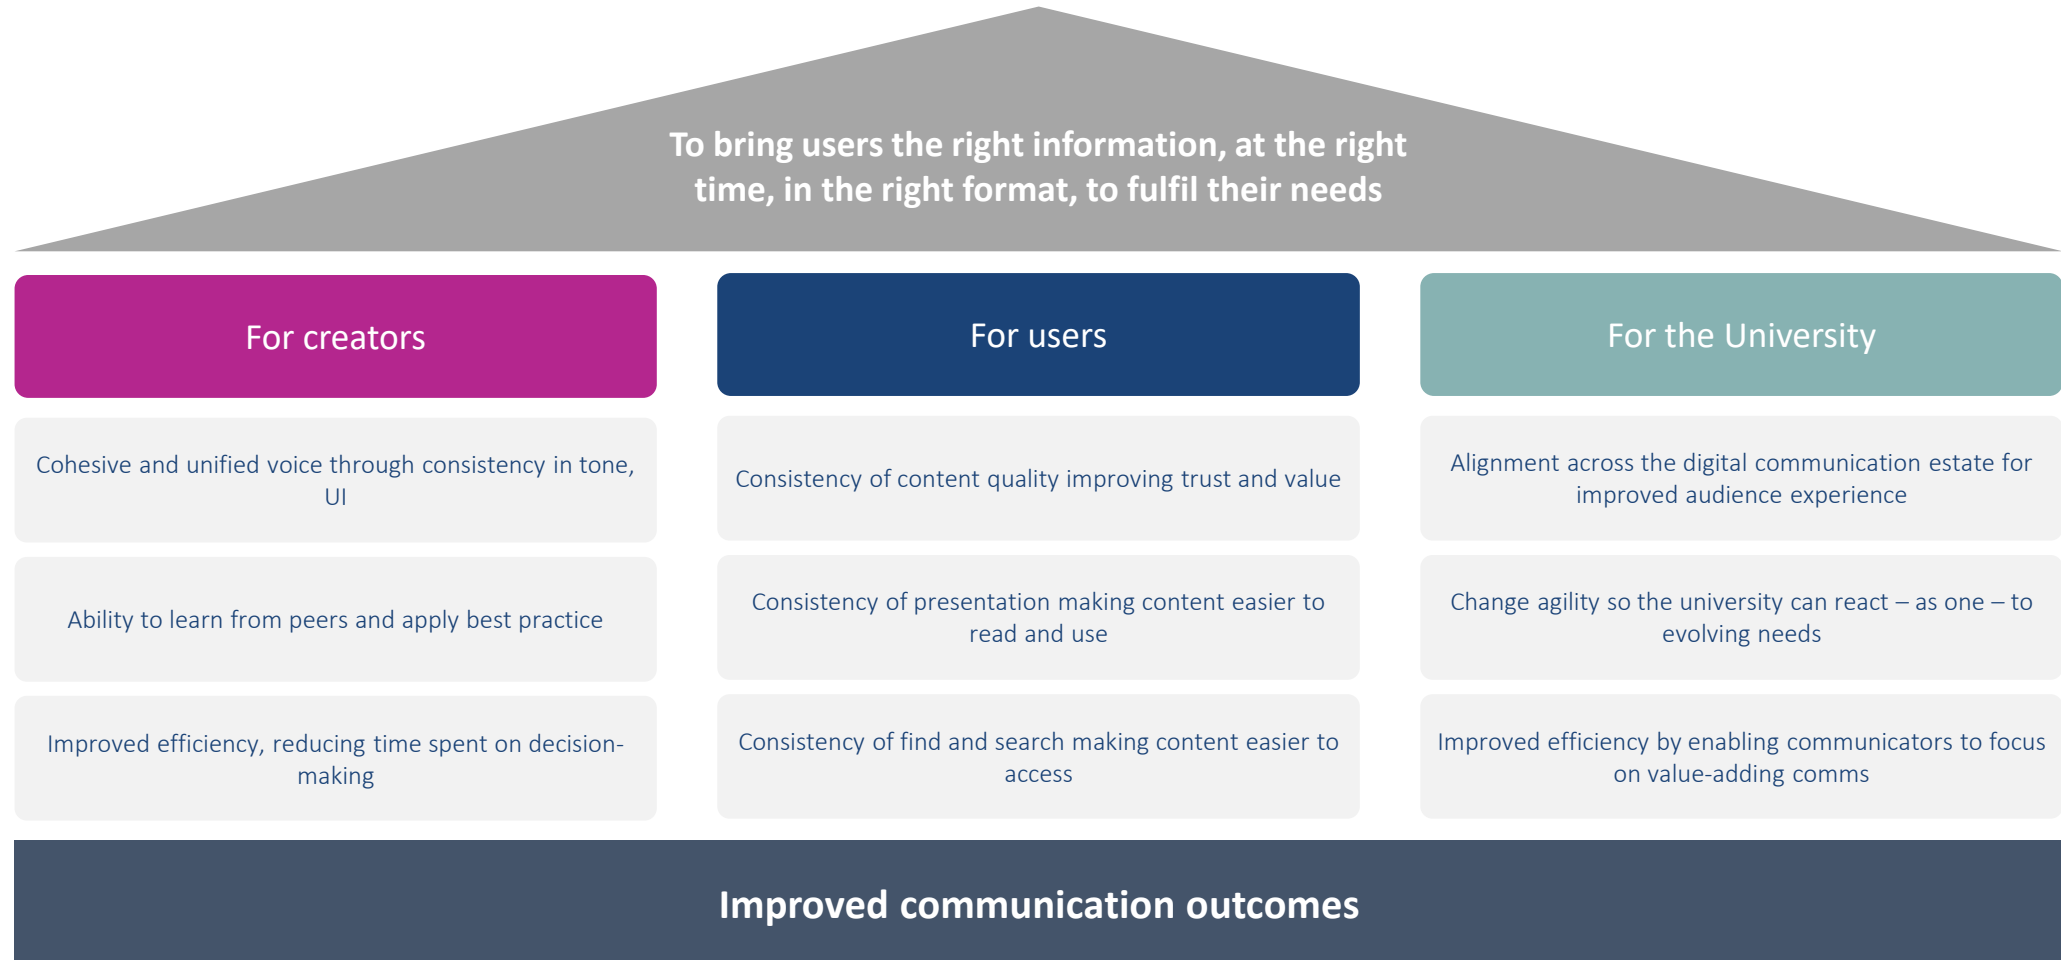 To bring users the right information, at the right
time, in the right format, to fulfil their needs
For creators
Cohesive and unified voice through consistency in tone,
UI
Ability to learn from peers and apply best practice
Improved efficiency, reducing time spent on decision-
making
For users
Consistency of content quality improving trust and value
Consistency of presentation making content easier to
read and use
Consistency of find and search making content easier to
access
For the University
Alignment across the digital communication estate for
improved audience experience
Change agility so the university can react – as one – to
evolving needs
Improved efficiency by enabling communicators to focus
on value-adding comms
Improved communication outcomes